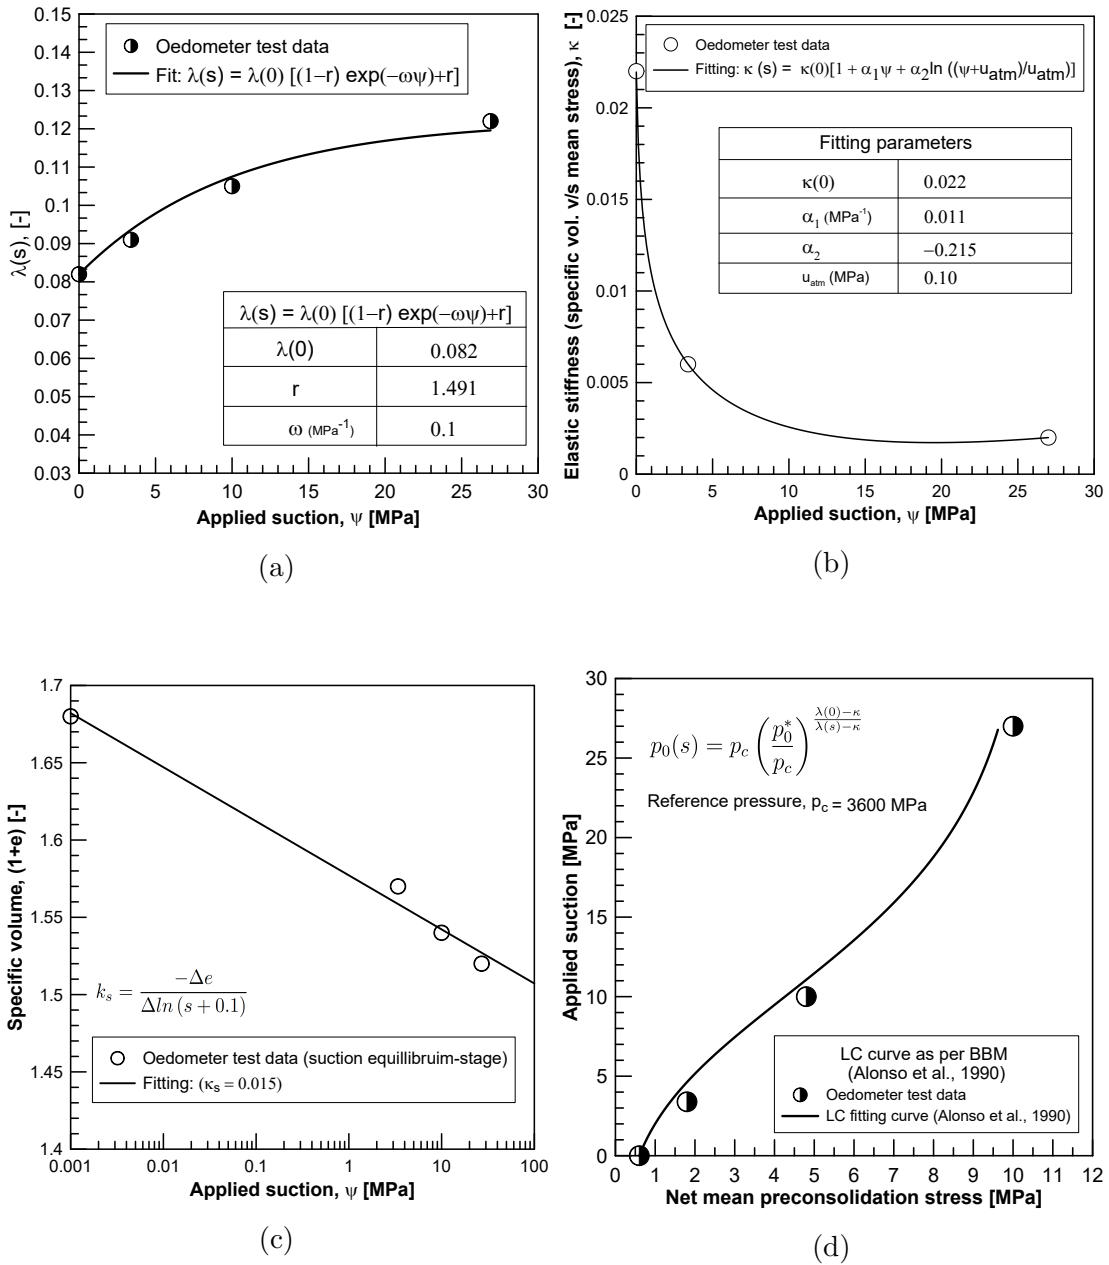 0.15
0.14
0.13
0.12
0.11
0.1
0.09
0.08
0.07
0.06
0.05
0.04
0.03
λ(s), [-]
Oedometer test data
Fit: λ(s) = λ(0) [(1−r) exp(−ωψ)+r]
λ(s) = λ(0) [(1−r) exp(−ωψ)+r]
λ(0) 0.082
r 1.491
ω (MPa⁻¹) 0.1
0 5 10 15 20 25 30
Applied suction, ψ [MPa]
(a)
0.025
0.02
0.015
0.01
0.005
0
Elastic stiffness (specific vol. v/s mean stress), κ [-]
Oedometer test data
Fitting: κ (s) = κ(0)[1 + α₁ψ + α₂ln ((ψ+u_atm)/u_atm)]
Fitting parameters
κ(0) 0.022
α₁ (MPa⁻¹) 0.011
α₂ −0.215
u_atm (MPa) 0.10
0 5 10 15 20 25 30
Applied suction, ψ [MPa]
(b)
1.7
1.65
1.6
1.55
1.5
1.45
1.4
Specific volume, (1+e) [-]
k_s = −Δe / Δln (s + 0.1)
Oedometer test data (suction equillibruim-stage)
Fitting: (κₛ = 0.015)
0.001 0.01 0.1 1 10 100
Applied suction, ψ [MPa]
(c)
30
25
20
15
10
5
0
Applied suction [MPa]
p₀(s) = p_c (p₀* / p_c)^((λ(0)−κ)/(λ(s)−κ))
Reference pressure, p_c = 3600 MPa
LC curve as per BBM
(Alonso et al., 1990)
Oedometer test data
LC fitting curve (Alonso et al., 1990)
0 1 2 3 4 5 6 7 8 9 10 11 12
Net mean preconsolidation stress [MPa]
(d)